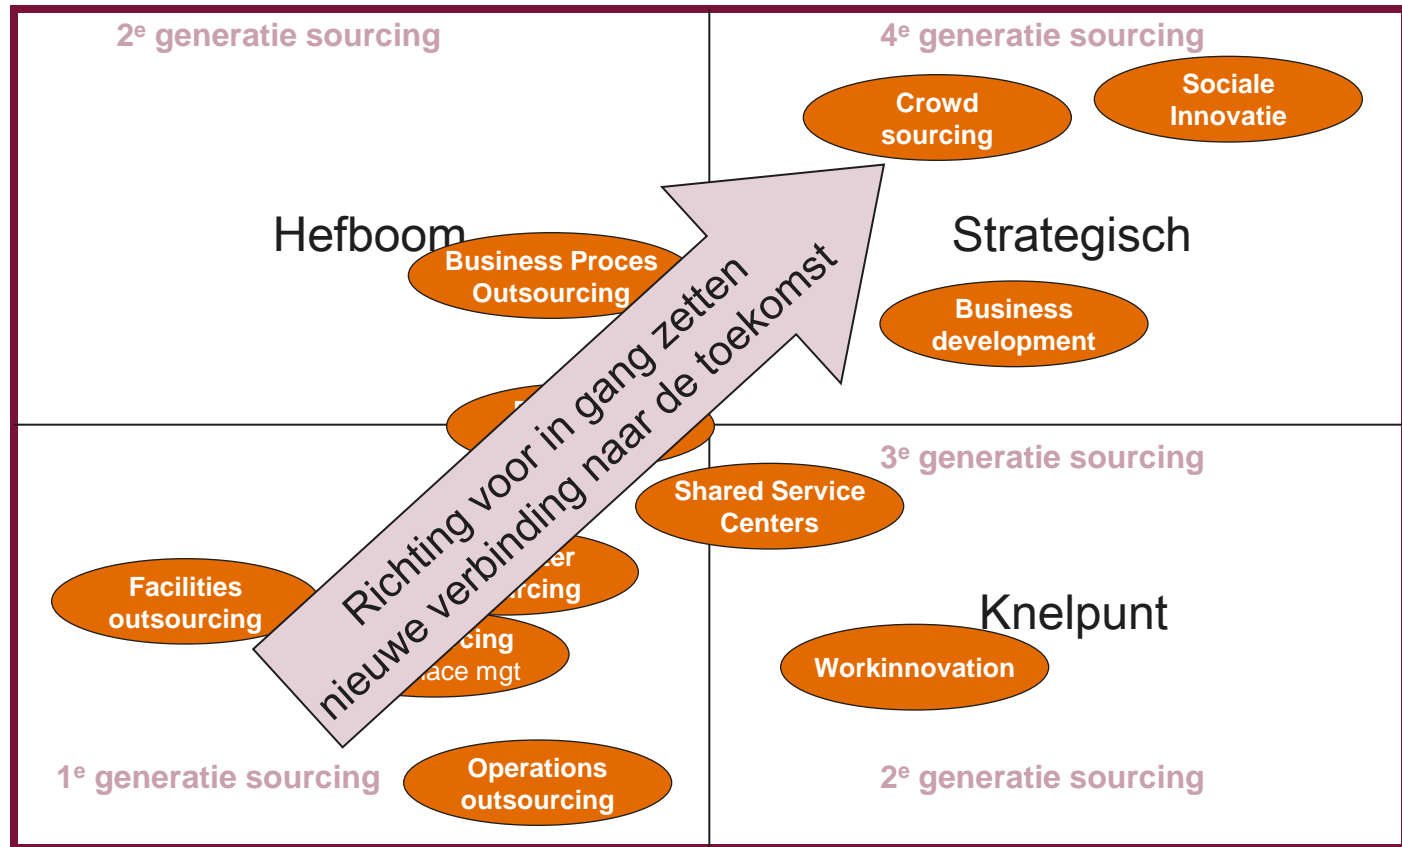 2e generatie sourcing
4e generatie sourcing
Crowd
sourcing
Sociale
Innovatie
Hefboom
Strategisch
Business Proces
Outsourcing
Business
development
Richting voor in gang zetten
nieuwe verbinding naar de toekomst
3e generatie sourcing
Shared Service
Centers
Facilities
outsourcing
Knelpunt
mgt
Workinnovation
1e generatie sourcing
Operations
outsourcing
2e generatie sourcing